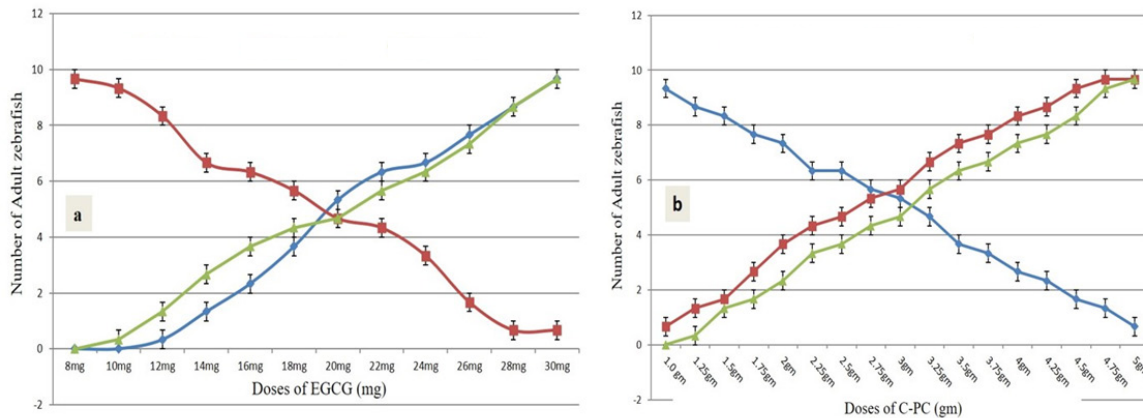 12
10
8
6
4
2
0
-2
Number of Adult zebrafish
a
8mg 10mg 12mg 14mg 16mg 18mg 20mg 22mg 24mg 26mg 28mg 30mg
Doses of EGCG (mg)
12
10
8
6
4
2
0
-2
Number of Adult zebrafish
b
1.0 gm 1.25gm 1.5gm 1.75gm 2gm 2.25gm 2.5gm 2.75gm 3gm 3.25gm 3.5gm 3.75gm 4gm 4.25gm 4.5gm 4.75gm 5gm
Doses of C-PC (gm)